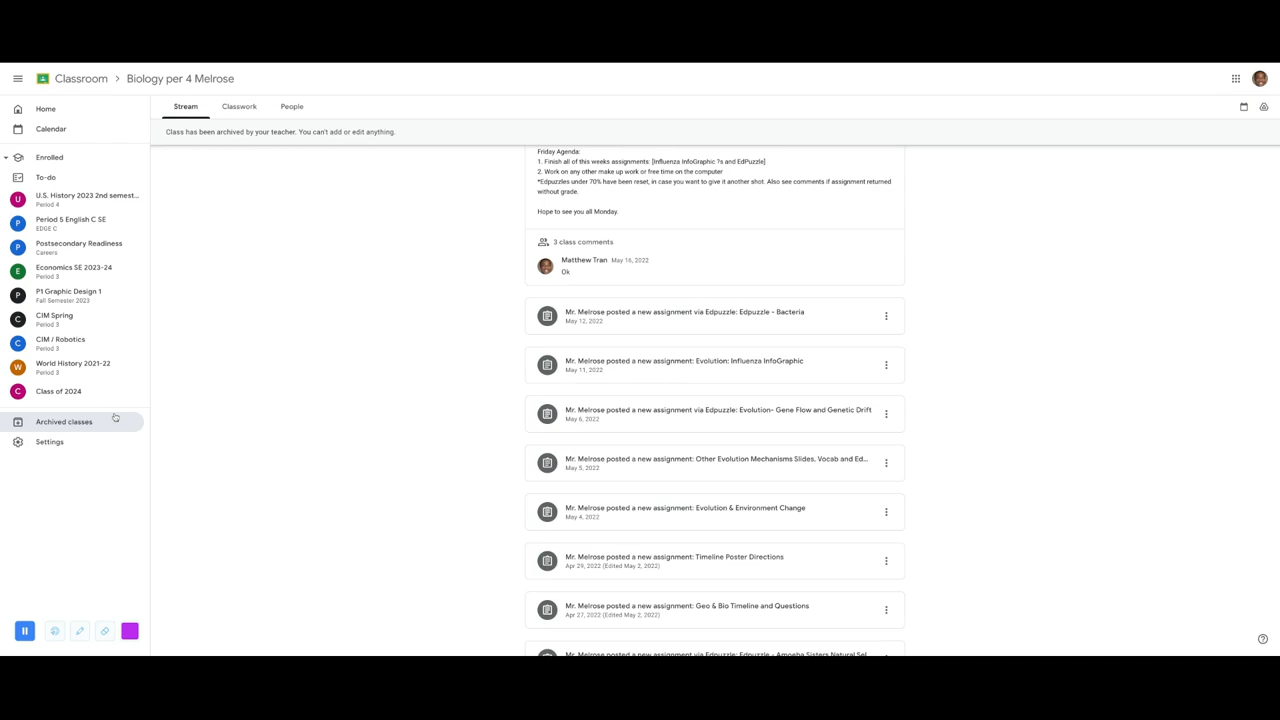 Classroom > Biology per 4 Melrose
Home
Calendar
Enrolled
To-do
U U.S. History 2023 2nd semest...
Period 4
P Period 5 English C SE
EDGE C
P Postsecondary Readiness
Careers
E Economics SE 2023-24
Period 3
P P1 Graphic Design 1
Fall Semester 2023
C CIM Spring
Period 3
C CIM / Robotics
Period 3
W World History 2021-22
Period 3
C Class of 2024
Archived classes
Settings
Stream Classwork People
Class has been archived by your teacher. You can't add or edit anything.
Friday Agenda:
1. Finish all of this weeks assignments: [Influenza InfoGraphic ?s and EdPuzzle]
2. Work on any other make up work or free time on the computer
*Edpuzzles under 70% have been reset, in case you want to give it another shot. Also see comments if assignment returned
without grade.
Hope to see you all Monday.
3 class comments
Matthew Tran May 16, 2022
Ok
Mr. Melrose posted a new assignment via Edpuzzle: Edpuzzle - Bacteria
May 12, 2022
Mr. Melrose posted a new assignment: Evolution: Influenza InfoGraphic
May 11, 2022
Mr. Melrose posted a new assignment via Edpuzzle: Evolution- Gene Flow and Genetic Drift
May 6, 2022
Mr. Melrose posted a new assignment: Other Evolution Mechanisms Slides, Vocab and Ed...
May 5, 2022
Mr. Melrose posted a new assignment: Evolution & Environment Change
May 4, 2022
Mr. Melrose posted a new assignment: Timeline Poster Directions
Apr 29, 2022 (Edited May 2, 2022)
Mr. Melrose posted a new assignment: Geo & Bio Timeline and Questions
Apr 27, 2022 (Edited May 2, 2022)
Mr. Melrose posted a new assignment via Edpuzzle: Edpuzzle - Amoeba Sisters Natural Sel